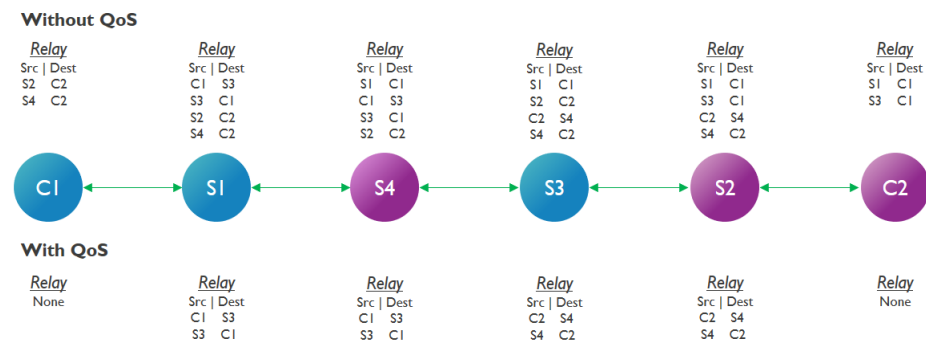 Without QoS
Relay Relay Relay Relay Relay Relay
Src | Dest Src | Dest Src | Dest Src | Dest Src | Dest Src | Dest
S2 C2 C1 S3 S1 C1 S1 C1 S1 C1 S1 C1
S4 C2 S3 C1 C1 S3 S2 C2 S3 C1 S3 C1
S2 C2 S3 C1 C2 S4 C2 S4
S4 C2 S2 C2 S4 C2 S4 C2
C1 S1 S4 S3 S2 C2
With QoS
Relay Relay Relay Relay Relay Relay
None Src | Dest Src | Dest Src | Dest Src | Dest None
C1 S3 C1 S3 C2 S4 C2 S4
S3 C1 S3 C1 S4 C2 S4 C2